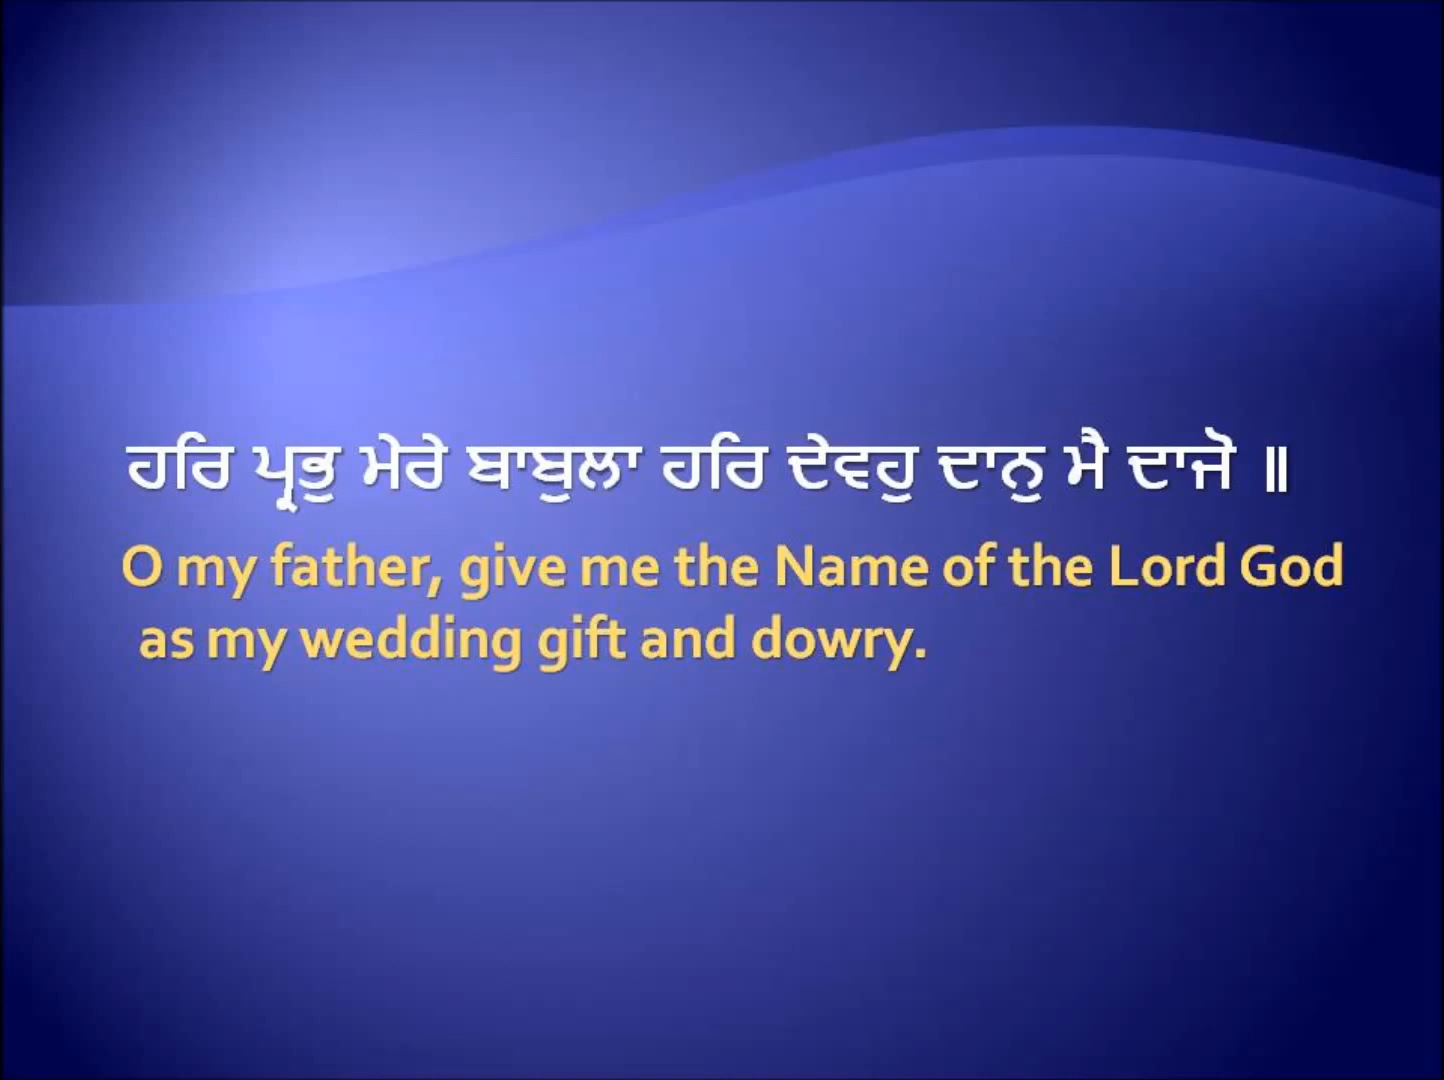 ਹਰਿ ਪ੍ਰਭੁ ਮੇਰੇ ਬਾਬੁਲਾ ਹਰਿ ਦੇਵਹੁ ਦਾਨੁ ਮੈ ਦਾਜੋ ॥
O my father, give me the Name of the Lord God
as my wedding gift and dowry.